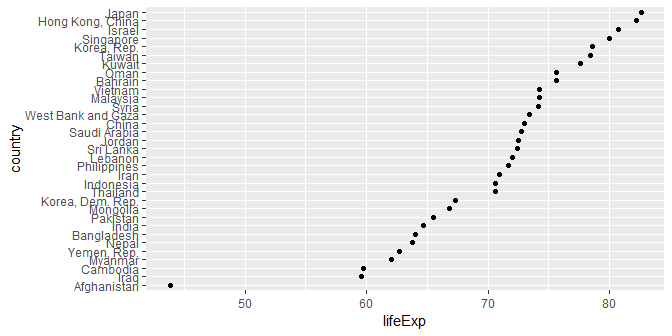 Japan
Hong Kong, China
Israel
Singapore
Korea, Rep.
Taiwan
Kuwait
Oman
Bahrain
Vietnam
Malaysia
Syria
West Bank and Gaza
China
Saudi Arabia
Jordan
Sri Lanka
Lebanon
Philippines
Iran
Indonesia
Thailand
Korea, Dem. Rep.
Mongolia
Pakistan
India
Bangladesh
Nepal
Yemen, Rep.
Myanmar
Cambodia
Iraq
Afghanistan
country
50 60 70 80
lifeExp